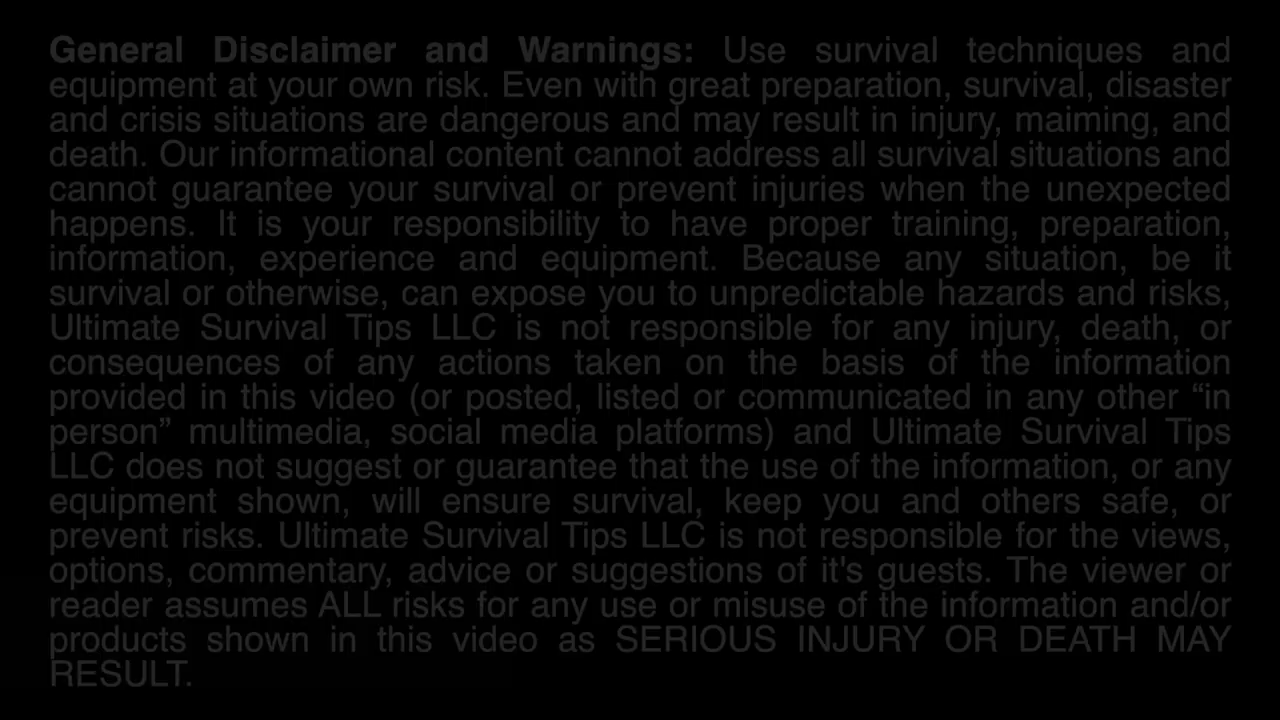 General Disclaimer and Warnings: Use survival techniques and
equipment at your own risk. Even with great preparation, survival, disaster
and crisis situations are dangerous and may result in injury, maiming, and
death. Our informational content cannot address all survival situations and
cannot guarantee your survival or prevent injuries when the unexpected
happens. It is your responsibility to have proper training, preparation,
information, experience and equipment. Because any situation, be it
survival or otherwise, can expose you to unpredictable hazards and risks,
Ultimate Survival Tips LLC is not responsible for any injury, death, or
consequences of any actions taken on the basis of the information
provided in this video (or posted, listed or communicated in any other “in
person” multimedia, social media platforms) and Ultimate Survival Tips
LLC does not suggest or guarantee that the use of the information, or any
equipment shown, will ensure survival, keep you and others safe, or
prevent risks. Ultimate Survival Tips LLC is not responsible for the views,
options, commentary, advice or suggestions of it's guests. The viewer or
reader assumes ALL risks for any use or misuse of the information and/or
products shown in this video as SERIOUS INJURY OR DEATH MAY
RESULT.